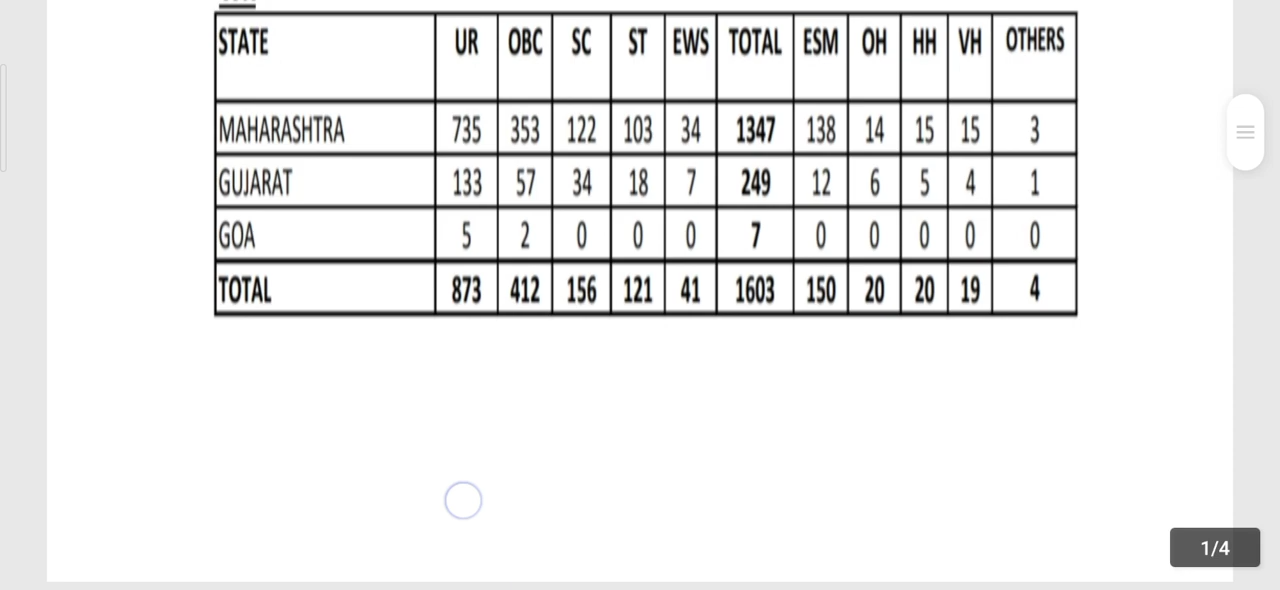 STATE UR OBC SC ST EWS TOTAL ESM OH HH VH OTHERS
MAHARASHTRA 735 353 122 103 34 1347 138 14 15 15 3
GUJARAT 133 57 34 18 7 249 12 6 5 4 1
GOA 5 2 0 0 0 7 0 0 0 0 0
TOTAL 873 412 156 121 41 1603 150 20 20 19 4
1/4